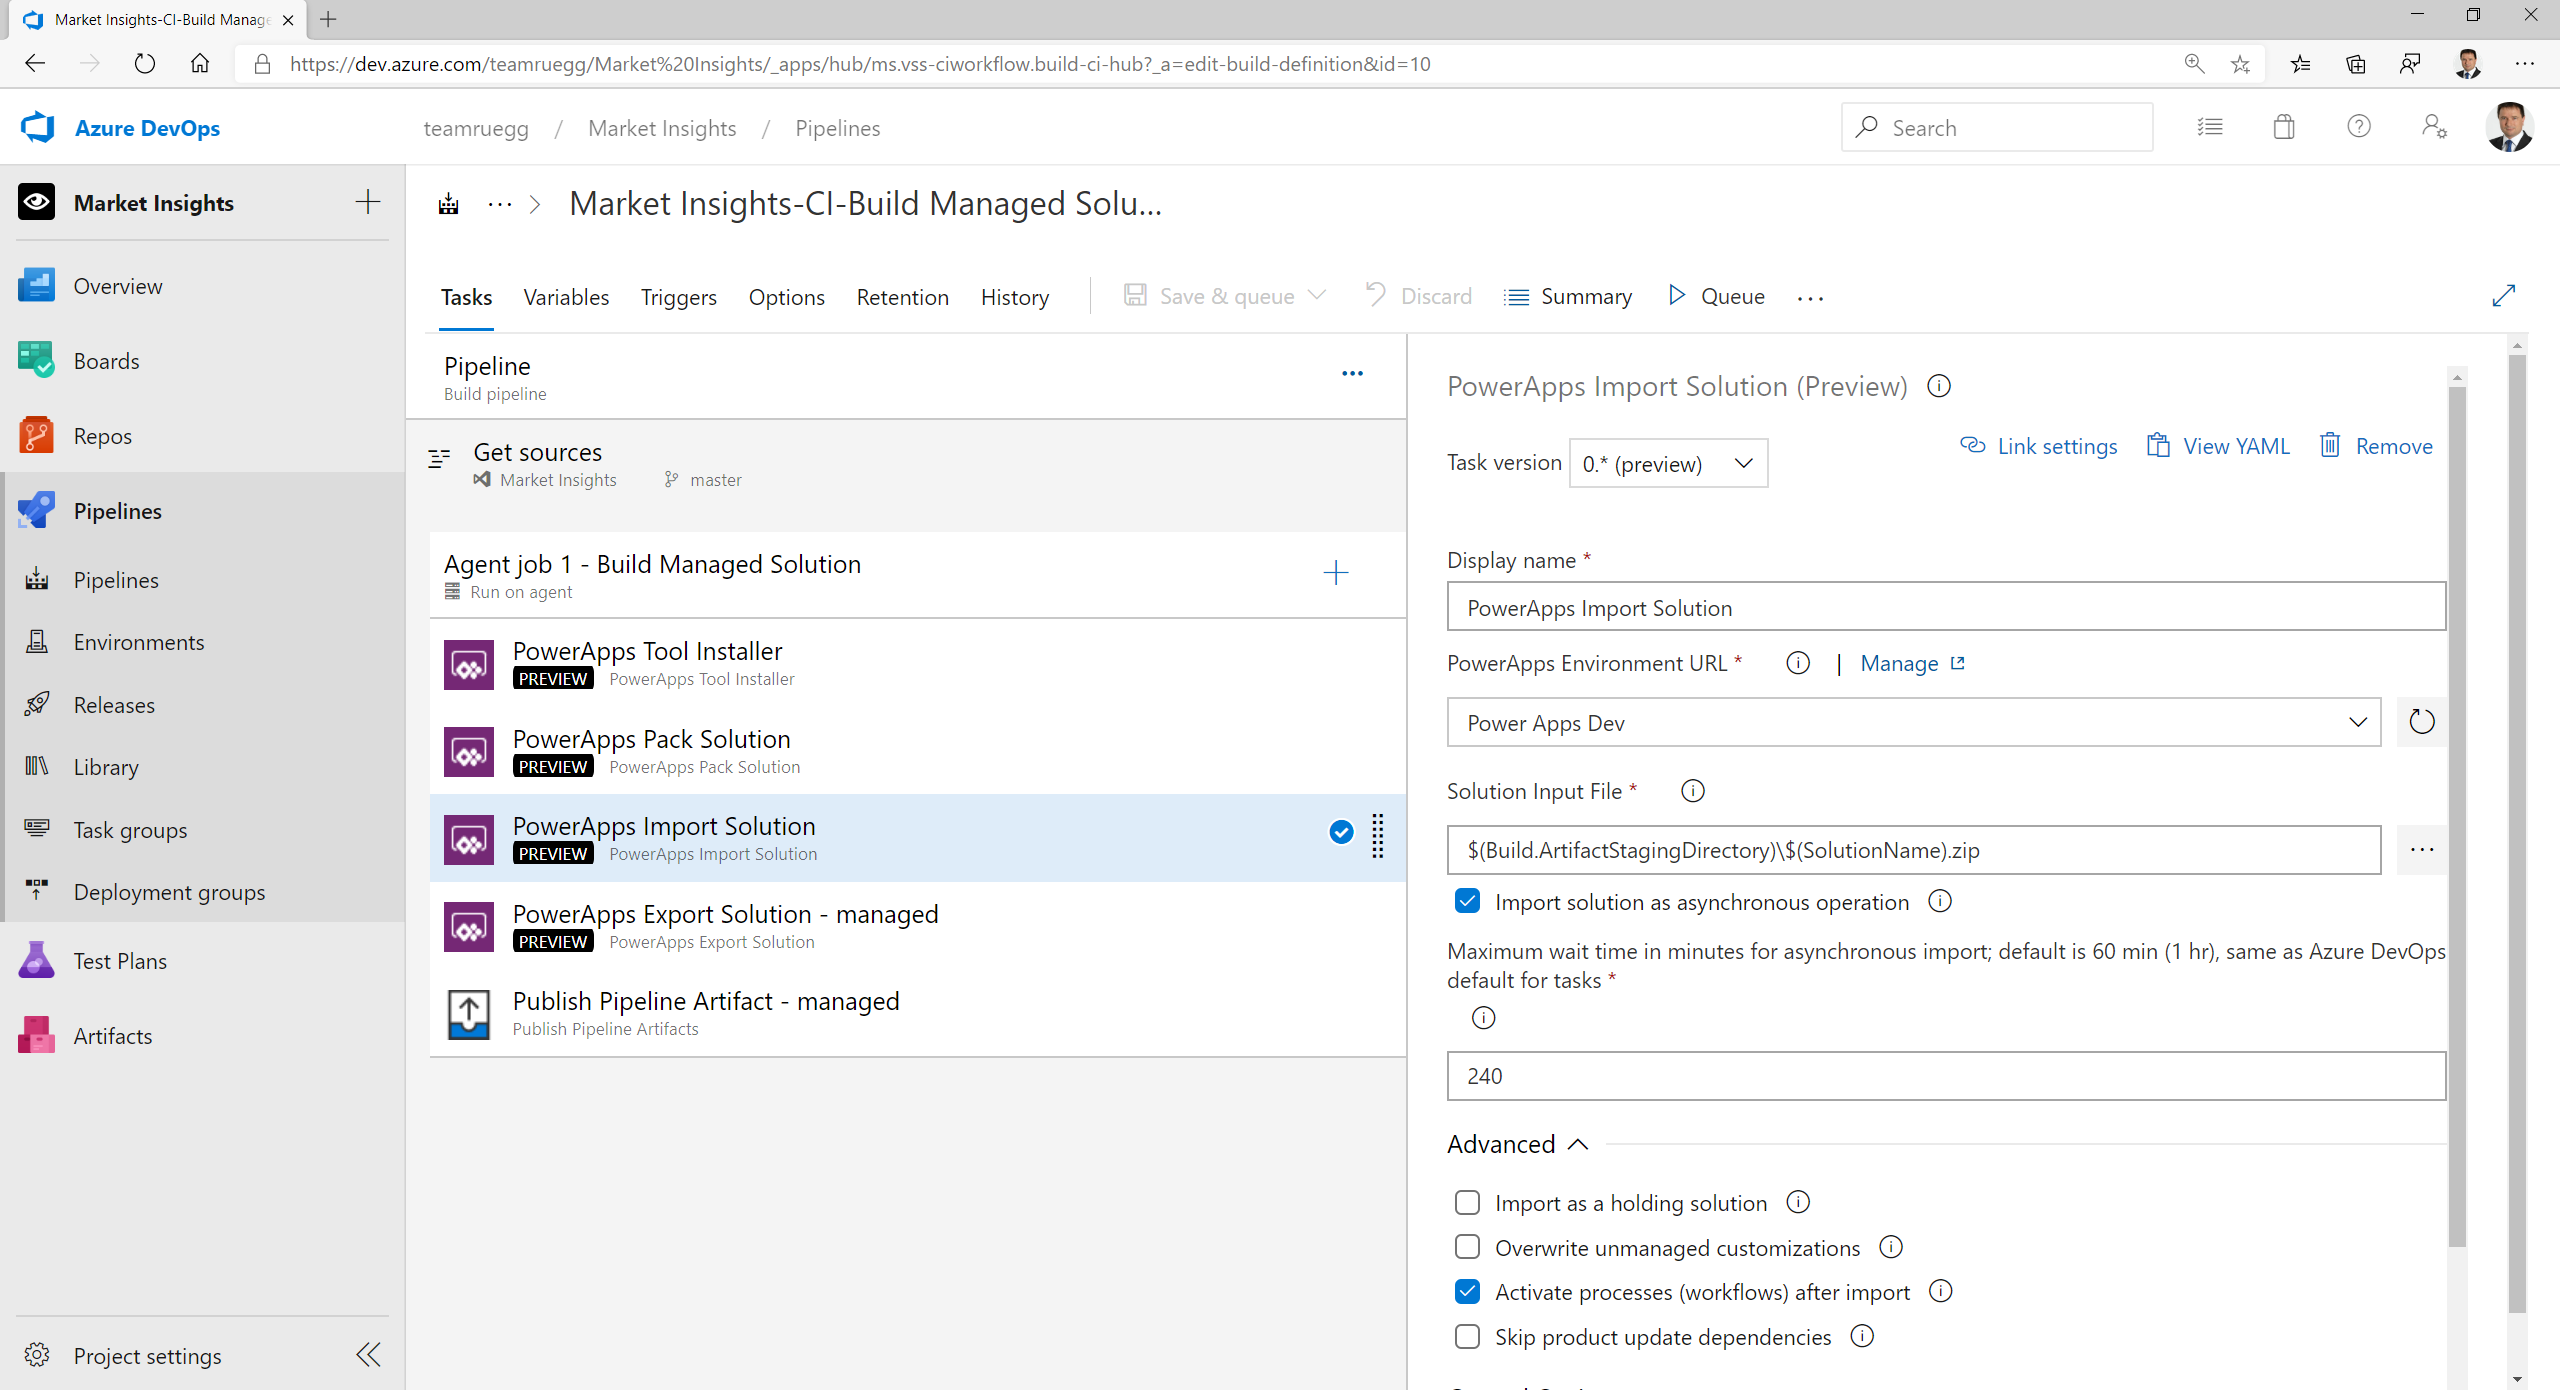 Market Insights-CI-Build Manage
https://dev.azure.com/teamruegg/Market%20Insights/_apps/hub/ms.vss-ciworkflow.build-ci-hub?_a=edit-build-definition&id=10
Azure DevOps
teamruegg / Market Insights / Pipelines
Search
Market Insights
Overview
Boards
Repos
Pipelines
Pipelines
Environments
Releases
Library
Task groups
Deployment groups
Test Plans
Artifacts
Project settings
Market Insights-CI-Build Managed Solu...
Tasks Variables Triggers Options Retention History Save & queue Discard Summary Queue ...
Pipeline
Build pipeline
Get sources
Market Insights master
Agent job 1 - Build Managed Solution
Run on agent
PowerApps Tool Installer
PREVIEW PowerApps Tool Installer
PowerApps Pack Solution
PREVIEW PowerApps Pack Solution
PowerApps Import Solution
PREVIEW PowerApps Import Solution
PowerApps Export Solution - managed
PREVIEW PowerApps Export Solution
Publish Pipeline Artifact - managed
Publish Pipeline Artifacts
PowerApps Import Solution (Preview)
Link settings View YAML Remove
Task version 0.* (preview)
Display name *
PowerApps Import Solution
PowerApps Environment URL * | Manage
Power Apps Dev
Solution Input File *
$(Build.ArtifactStagingDirectory)\$(SolutionName).zip
Import solution as asynchronous operation
Maximum wait time in minutes for asynchronous import; default is 60 min (1 hr), same as Azure DevOps
default for tasks *
240
Advanced
Import as a holding solution
Overwrite unmanaged customizations
Activate processes (workflows) after import
Skip product update dependencies